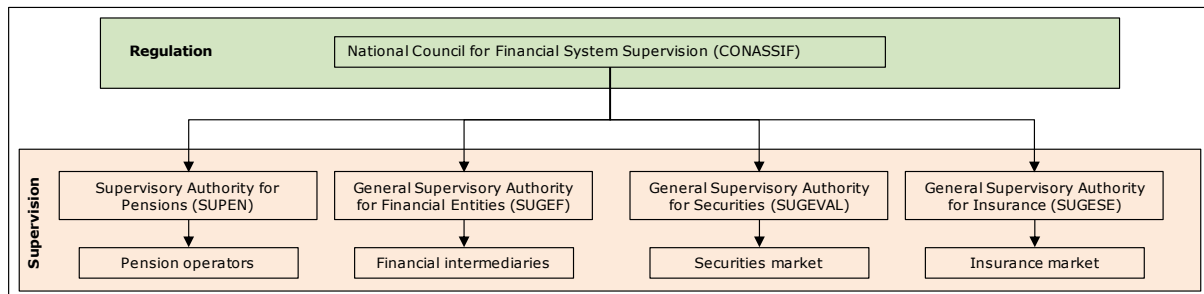 Regulation
National Council for Financial System Supervision (CONASSIF)
Supervision
Supervisory Authority for
Pensions (SUPEN)
General Supervisory Authority
for Financial Entities (SUGEF)
General Supervisory Authority
for Securities (SUGEVAL)
General Supervisory Authority
for Insurance (SUGESE)
Pension operators
Financial intermediaries
Securities market
Insurance market